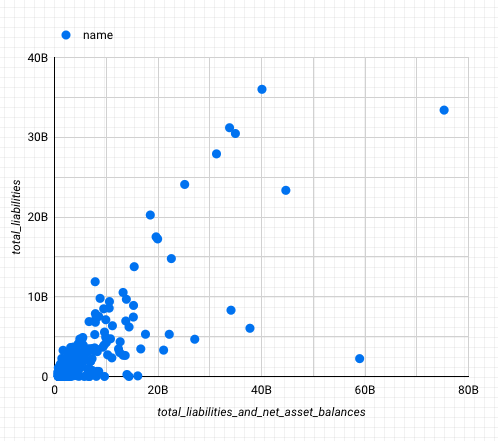 name
40B
30B
20B
10B
0
total_liabilities
0
20B
40B
60B
80B
total_liabilities_and_net_asset_balances